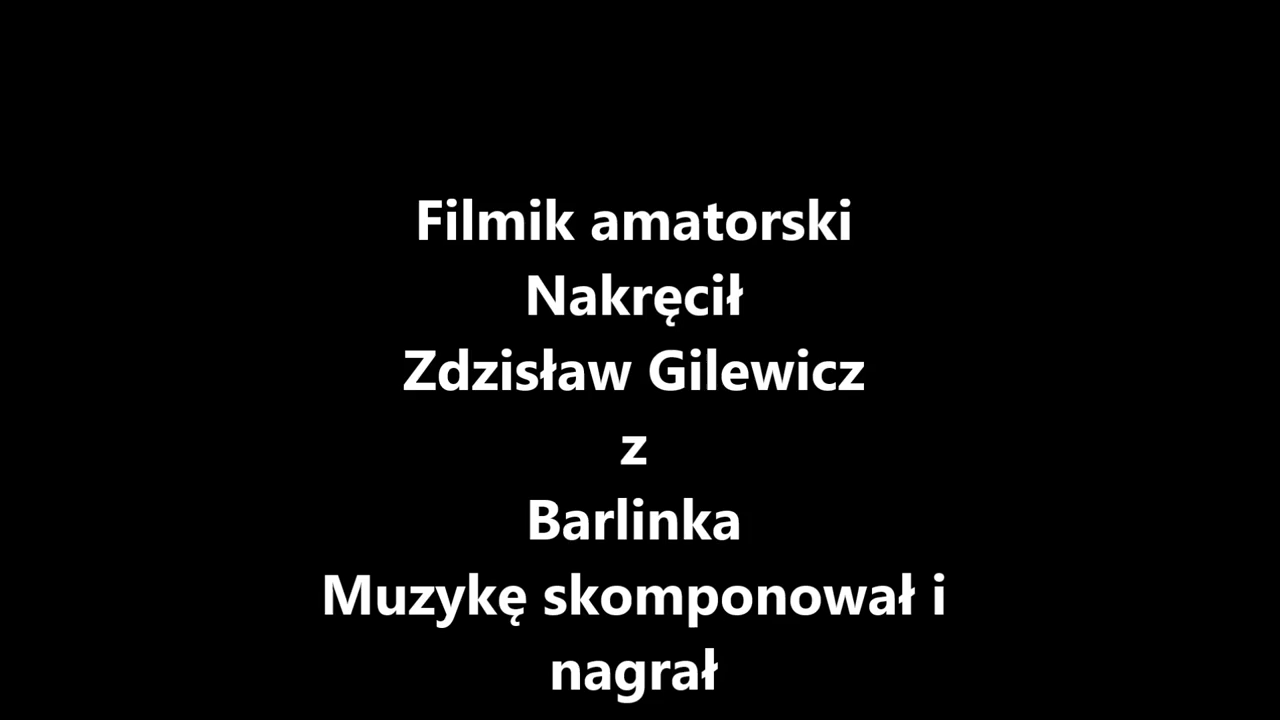 Filmik amatorski
Nakręcił
Zdzisław Gilewicz
z
Barlinka
Muzykę skomponował i
nagrał